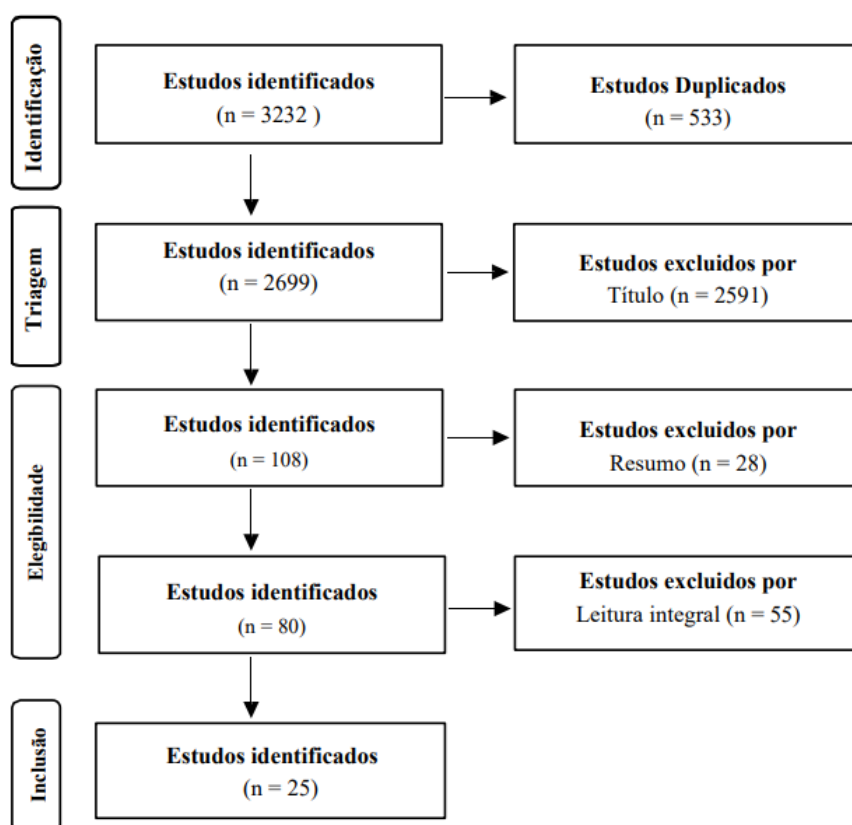 Identificação
Estudos identificados
(n = 3232 )
Estudos Duplicados
(n = 533)
Triagem
Estudos identificados
(n = 2699)
Estudos excluidos por
Título (n = 2591)
Elegibilidade
Estudos identificados
(n = 108)
Estudos excluidos por
Resumo (n = 28)
Estudos identificados
(n = 80)
Estudos excluidos por
Leitura integral (n = 55)
Inclusão
Estudos identificados
(n = 25)